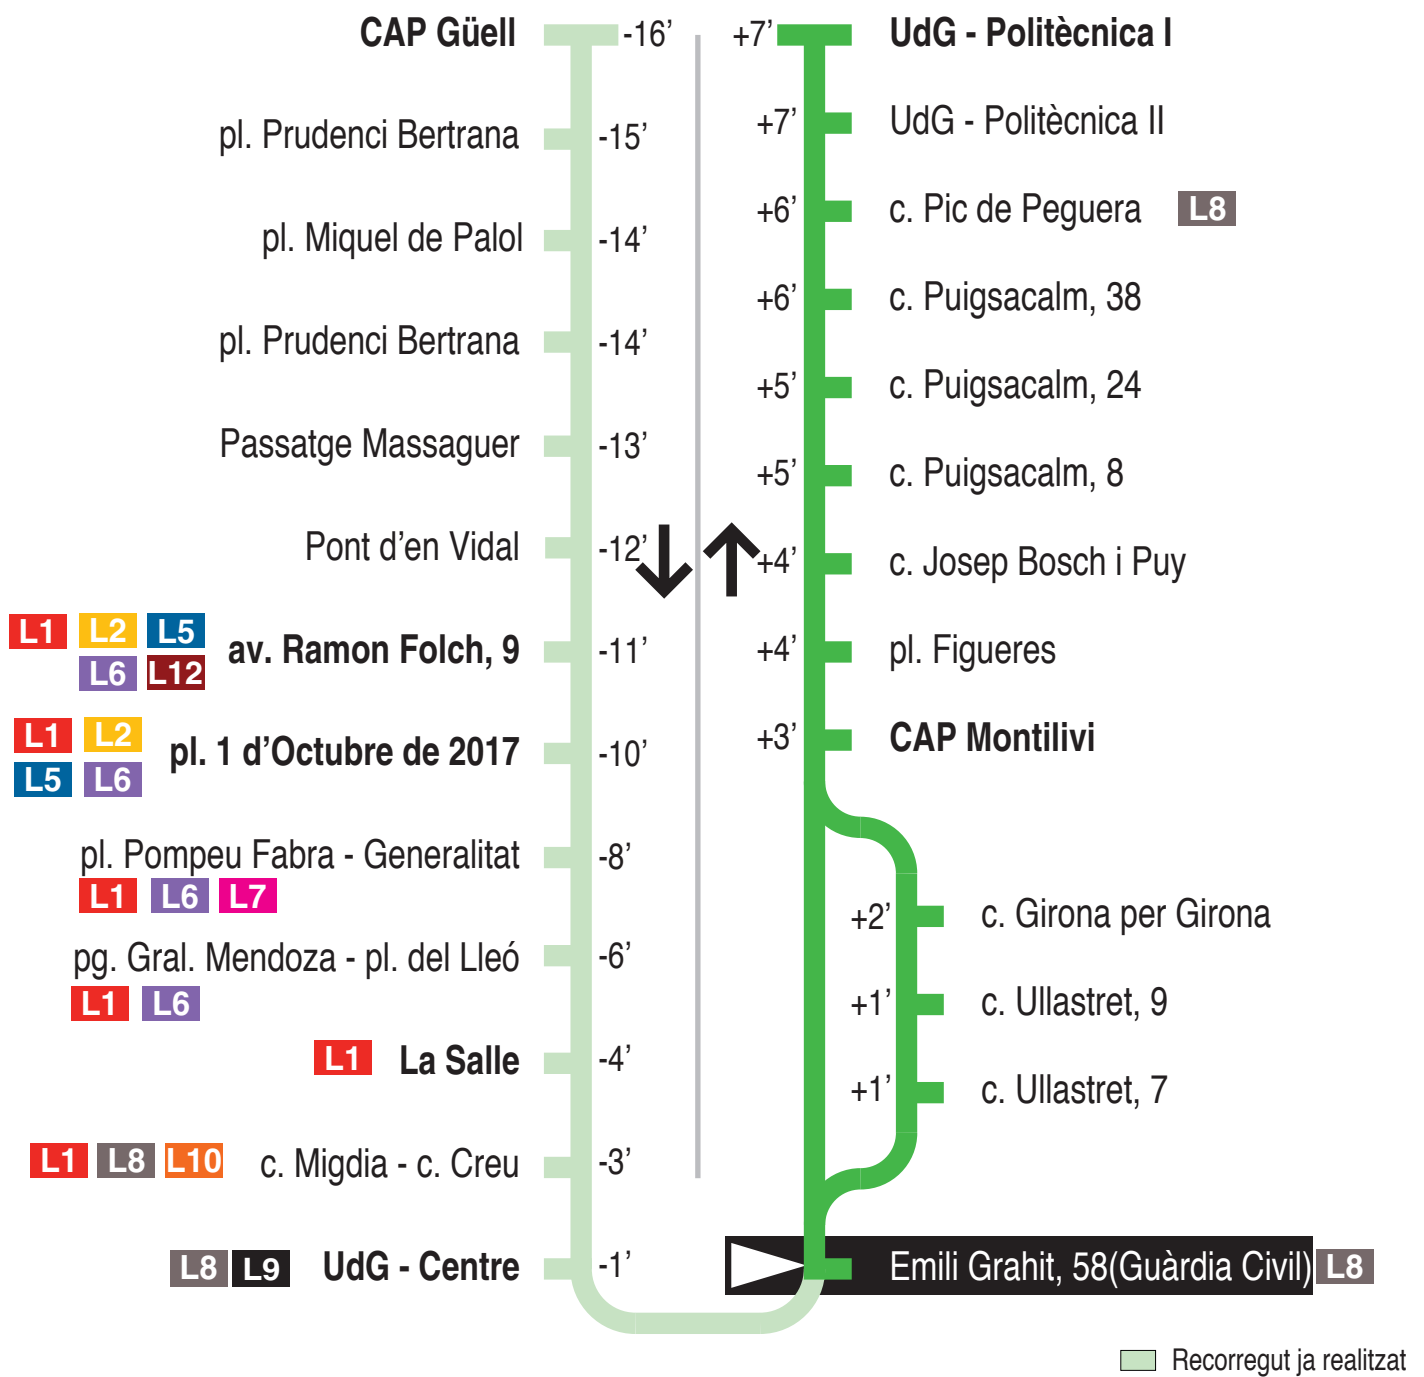 CAP Güell -16'
pl. Prudenci Bertrana -15'
pl. Miquel de Palol -14'
pl. Prudenci Bertrana -14'
Passatge Massaguer -13'
Pont d’en Vidal -12’
L1 L2 L5
av. Ramon Folch, 9 -11’
L6 L12
L1 L2
pl. 1 d’Octubre de 2017 -10’
L5 L6
pl. Pompeu Fabra - Generalitat -8’
L1 L6 L7
pg. Gral. Mendoza - pl. del Lleó -6’
L1 L6
L1 La Salle -4’
L1 L8 L10 c. Migdia - c. Creu -3’
L8 L9 UdG - Centre -1’
+7’ UdG - Politècnica I
+7’ UdG - Politècnica II
+6’ c. Pic de Peguera L8
+6’ c. Puigsacalm, 38
+5’ c. Puigsacalm, 24
+5’ c. Puigsacalm, 8
+4’ c. Josep Bosch i Puy
+4’ pl. Figueres
+3’ CAP Montilivi
+2’ c. Girona per Girona
+1’ c. Ullastret, 9
+1’ c. Ullastret, 7
Emili Grahit, 58(Guàrdia Civil) L8
Recorregut ja realitzat